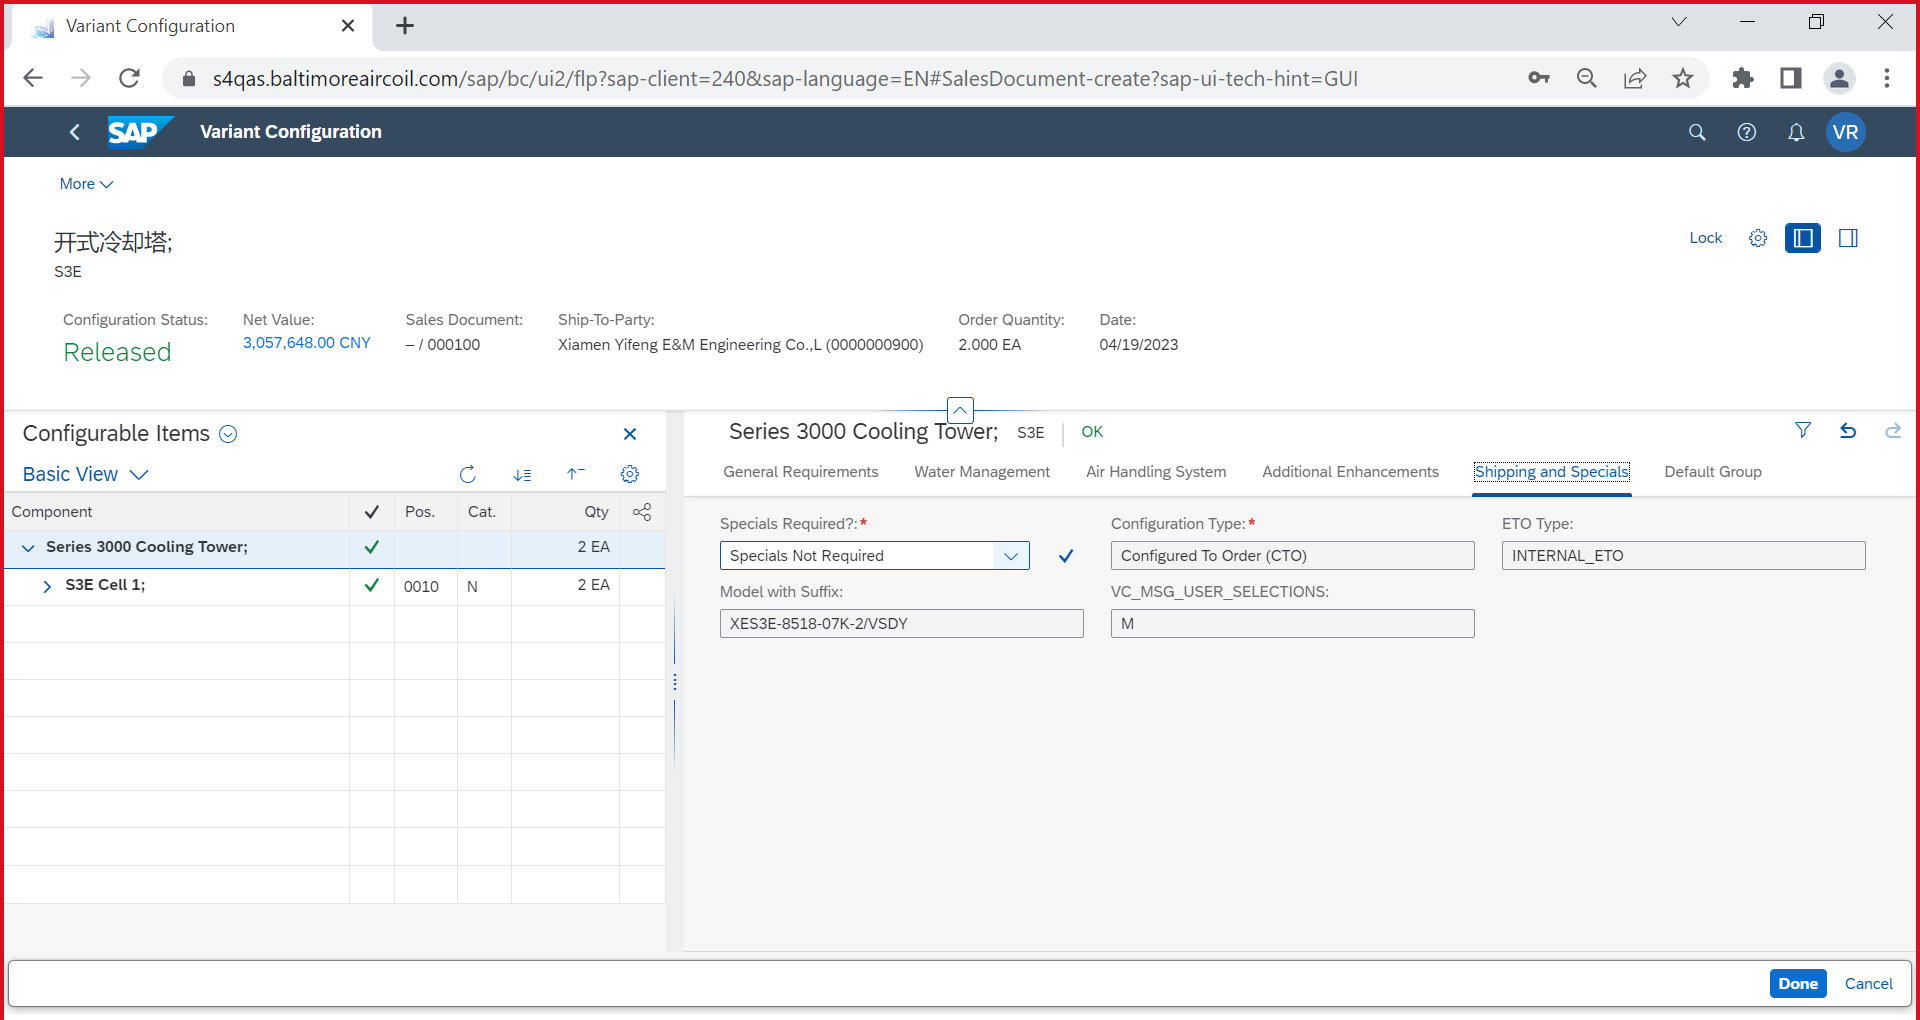 Variant Configuration
s4qas.baltimoreaircoil.com/sap/bc/ui2/flp?sap-client=240&sap-language=EN#SalesDocument-create?sap-ui-tech-hint=GUI
SAP Variant Configuration VR
More
开式冷却塔;
S3E
Lock
Configuration Status: Net Value: Sales Document: Ship-To-Party: Order Quantity: Date:
Released 3,057,648.00 CNY – / 000100 Xiamen Yifeng E&M Engineering Co.,L (0000000900) 2.000 EA 04/19/2023
Configurable Items
Basic View
Component Pos. Cat. Qty
Series 3000 Cooling Tower; 2 EA
S3E Cell 1; 0010 N 2 EA
Series 3000 Cooling Tower; S3E OK
General Requirements Water Management Air Handling System Additional Enhancements Shipping and Specials Default Group
Specials Required?:* Configuration Type:* ETO Type:
Specials Not Required Configured To Order (CTO) INTERNAL_ETO
Model with Suffix: VC_MSG_USER_SELECTIONS:
XES3E-8518-07K-2/VSDY M
Done Cancel